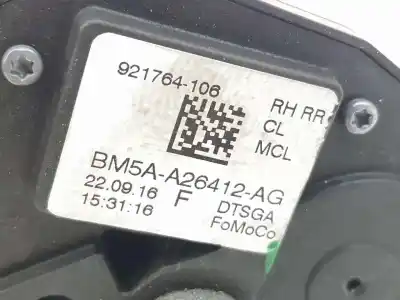 921764-106
RH RR
CL
MCL
BM5A-A26412-AG
22.09.16 F DTSGA
15:31:16 FoMoCo